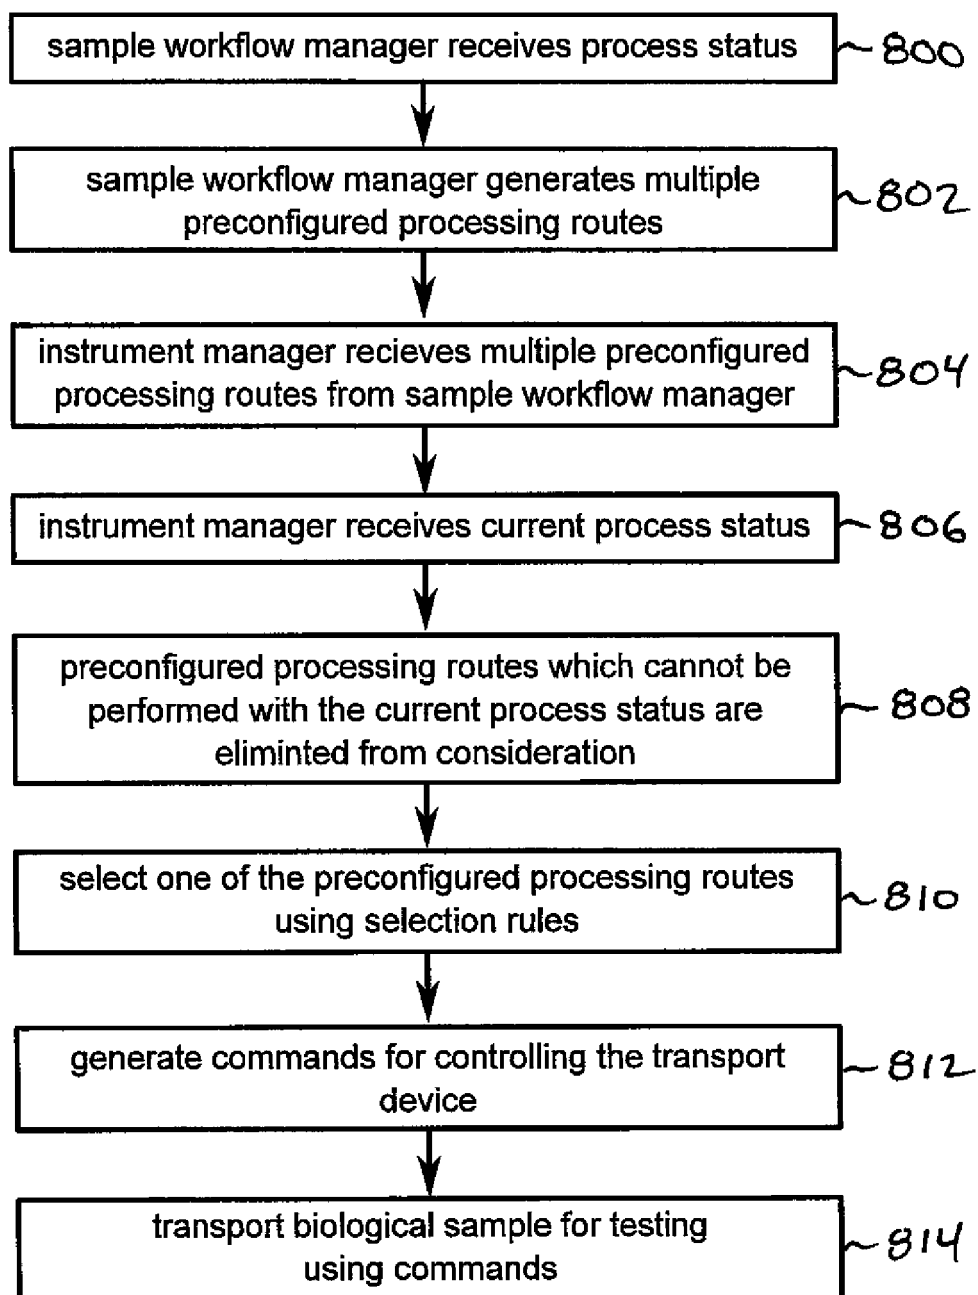 sample workflow manager receives process status
800
sample workflow manager generates multiple
preconfigured processing routes
802
instrument manager recieves multiple preconfigured
processing routes from sample workflow manager
804
instrument manager receives current process status
806
preconfigured processing routes which cannot be
performed with the current process status are
eliminted from consideration
808
select one of the preconfigured processing routes
using selection rules
810
generate commands for controlling the transport
device
812
transport biological sample for testing
using commands
814